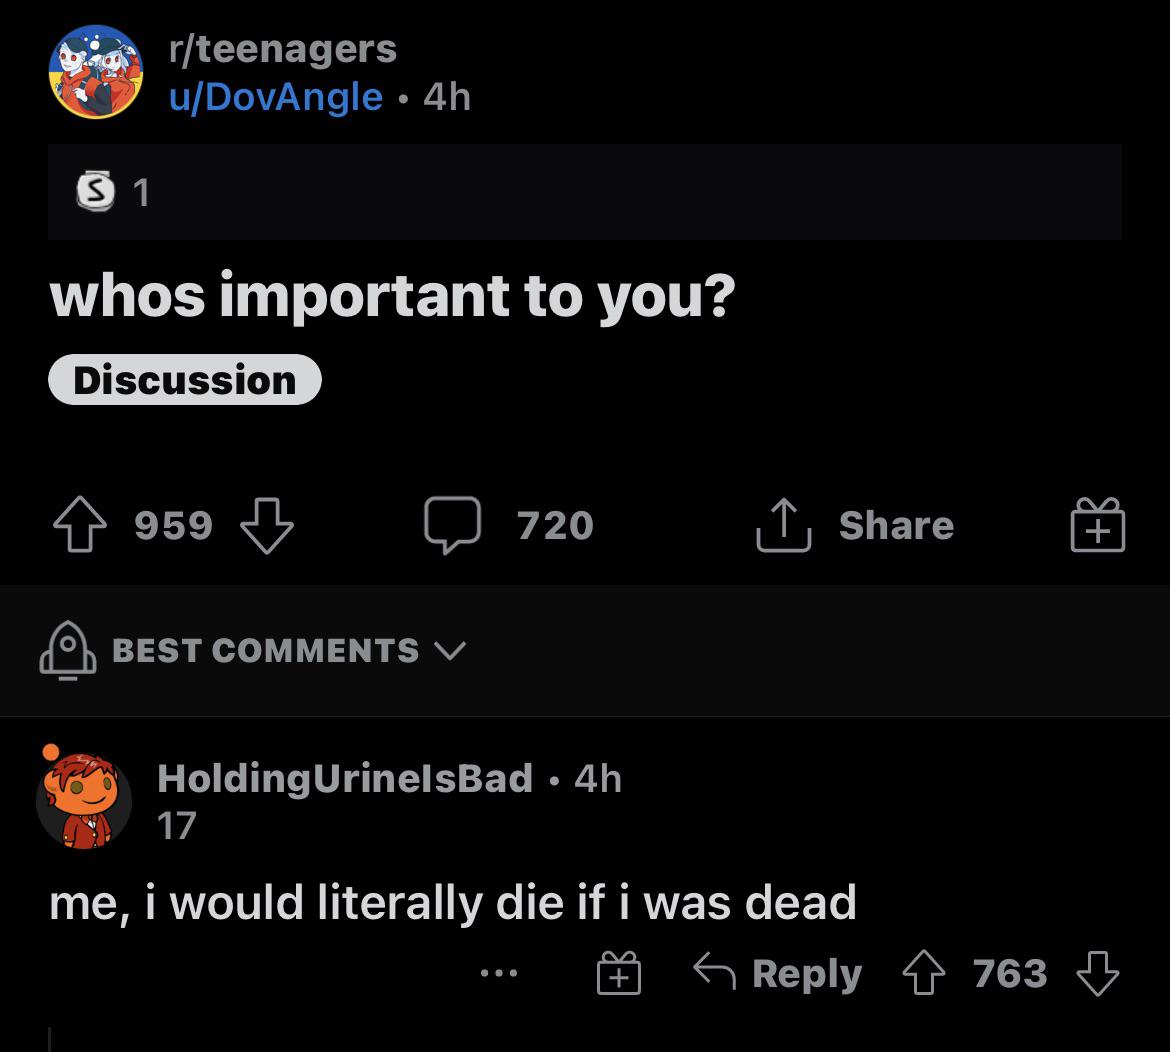 r/teenagers
u/DovAngle • 4h
S 1
whos important to you?
Discussion
959
720
Share
BEST COMMENTS
HoldingUrineIsBad • 4h
17
me, i would literally die if i was dead
... Reply 763